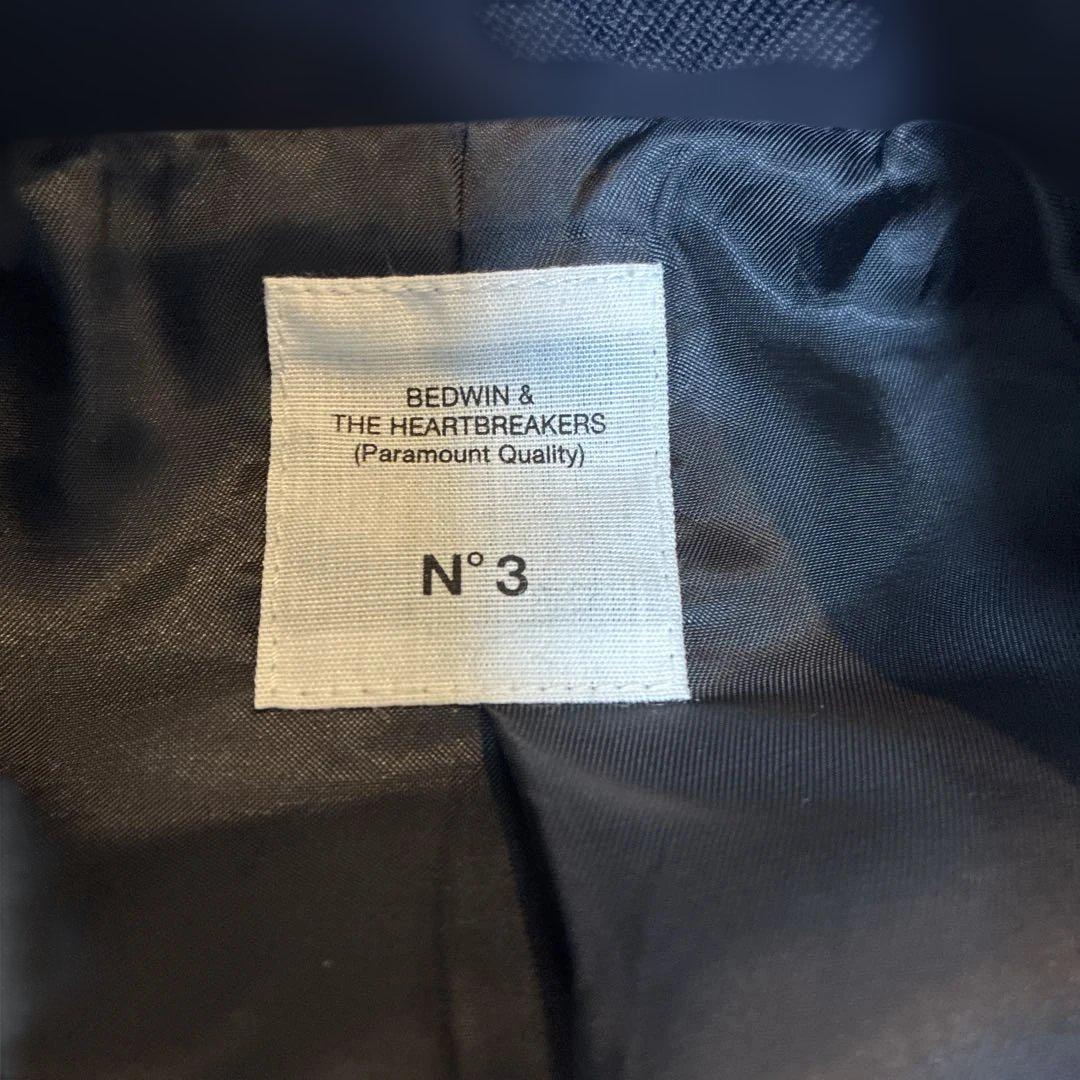 BEDWIN &
THE HEARTBREAKERS
(Paramount Quality)
N° 3